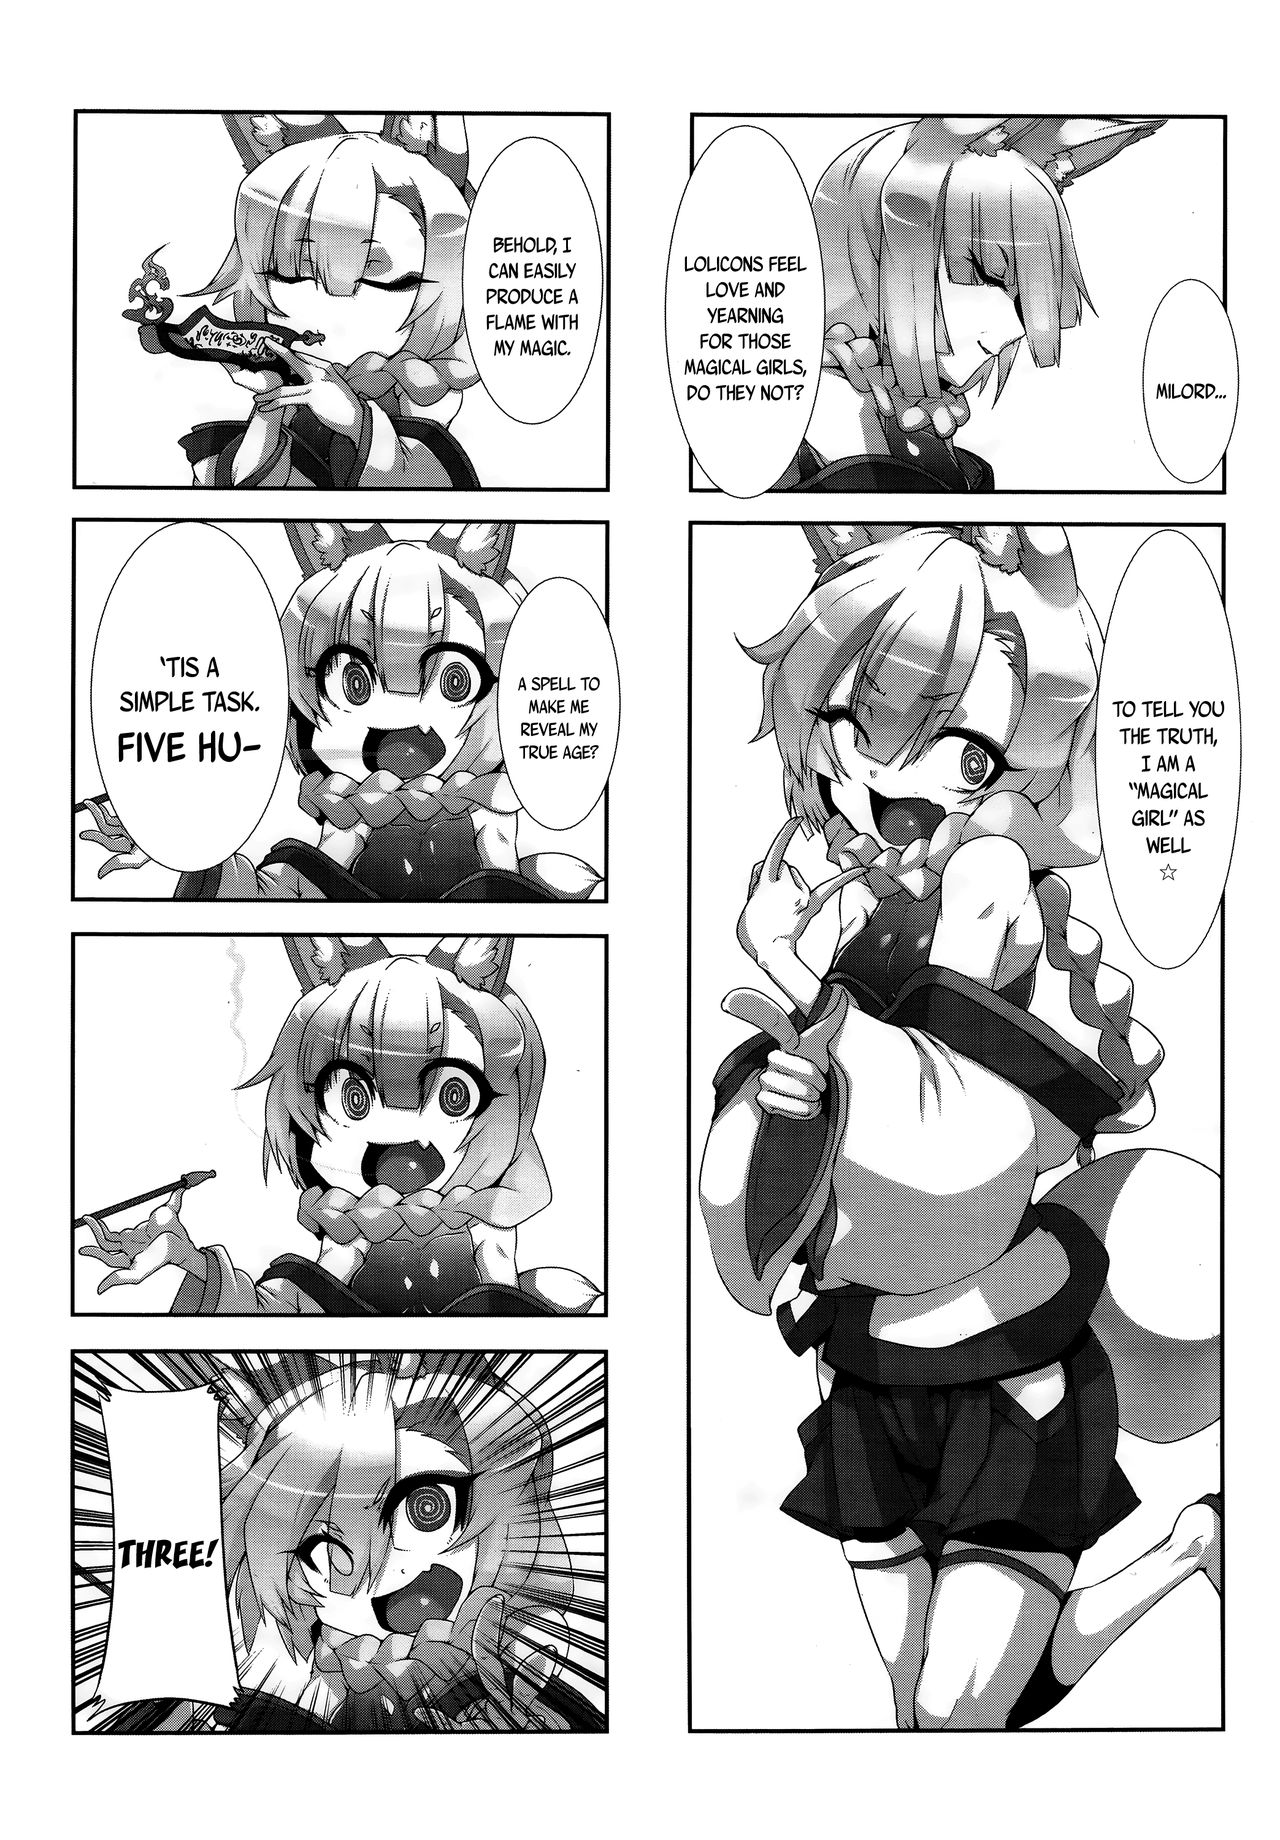 MILORD...
LOLICONS FEEL
LOVE AND
YEARNING
FOR THOSE
MAGICAL GIRLS,
DO THEY NOT?
TO TELL YOU
THE TRUTH,
I AM A
"MAGICAL
GIRL" AS
WELL
☆
BEHOLD, I
CAN EASILY
PRODUCE A
FLAME WITH
MY MAGIC.
A SPELL TO
MAKE ME
REVEAL MY
TRUE AGE?
'TIS A
SIMPLE TASK.
FIVE HU-
THREE!